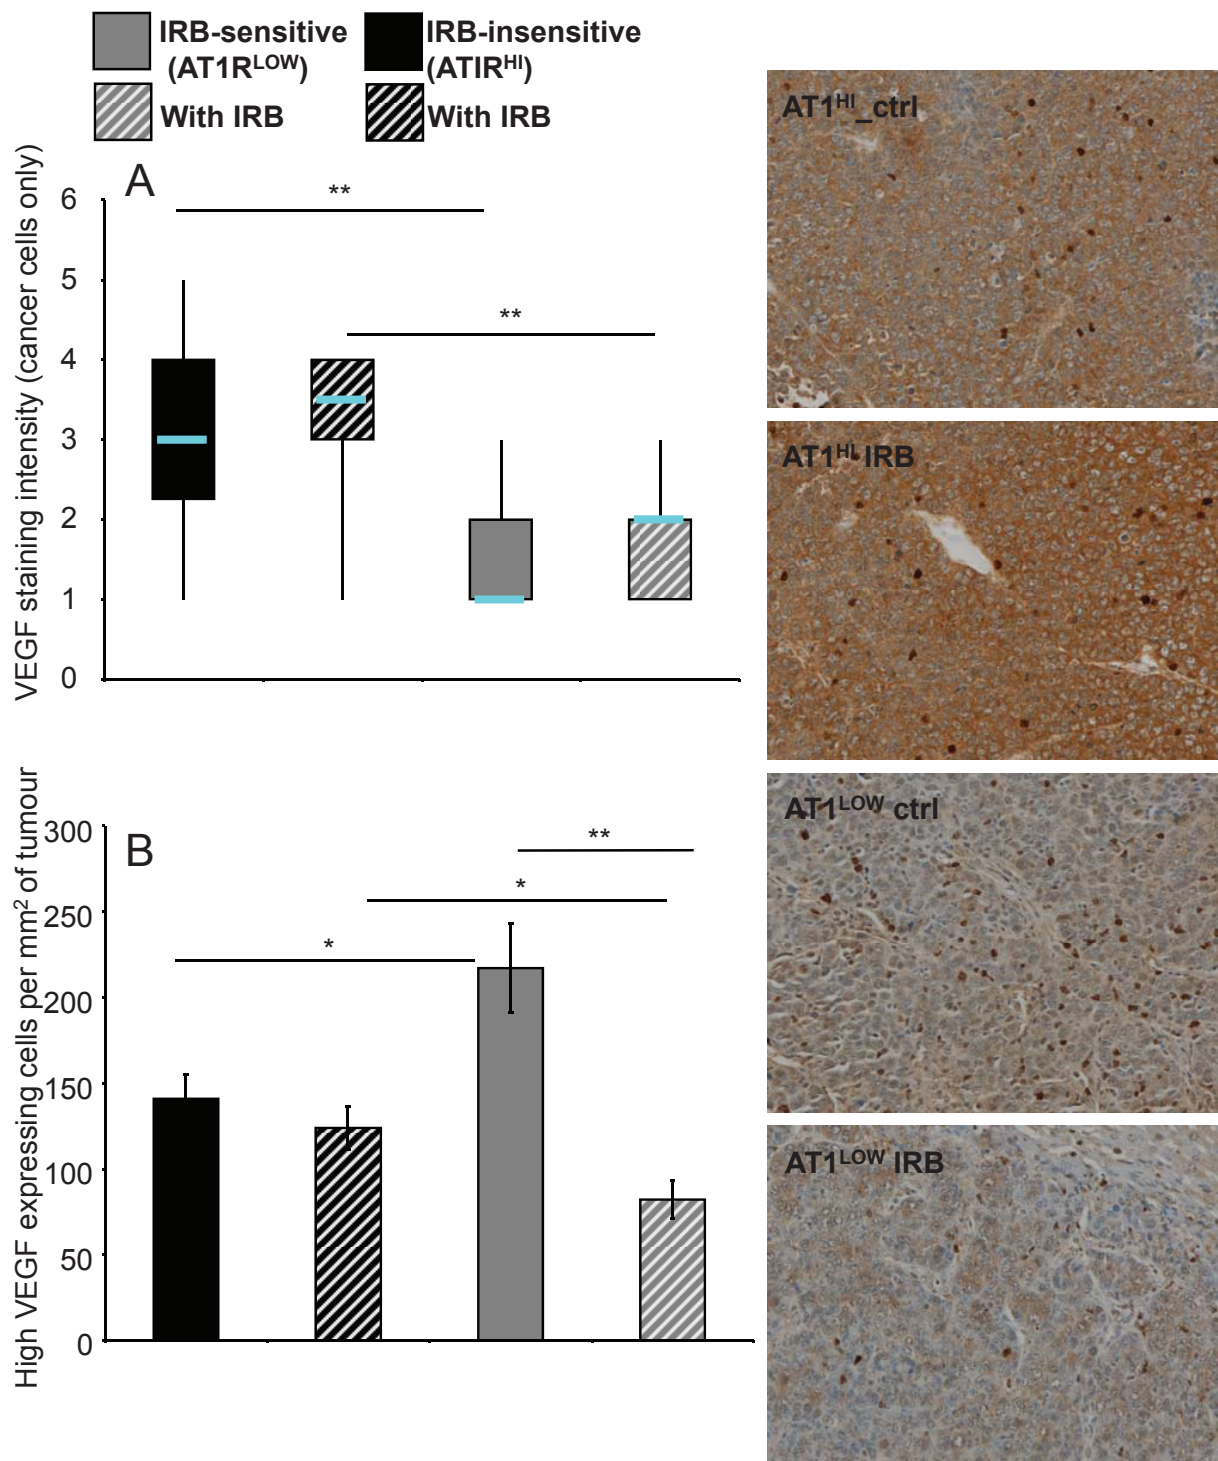 IRB-sensitive
(AT1R^LOW)
With IRB
IRB-insensitive
(ATIR^HI)
With IRB
A
VEGF staining intensity (cancer cells only)
6
5
4
3
2
1
0
**
**
B
High VEGF expressing cells per mm² of tumour
300
250
200
150
100
50
0
**
*
*
AT1^HI_ctrl
AT1^HI IRB
AT1^LOW ctrl
AT1^LOW IRB